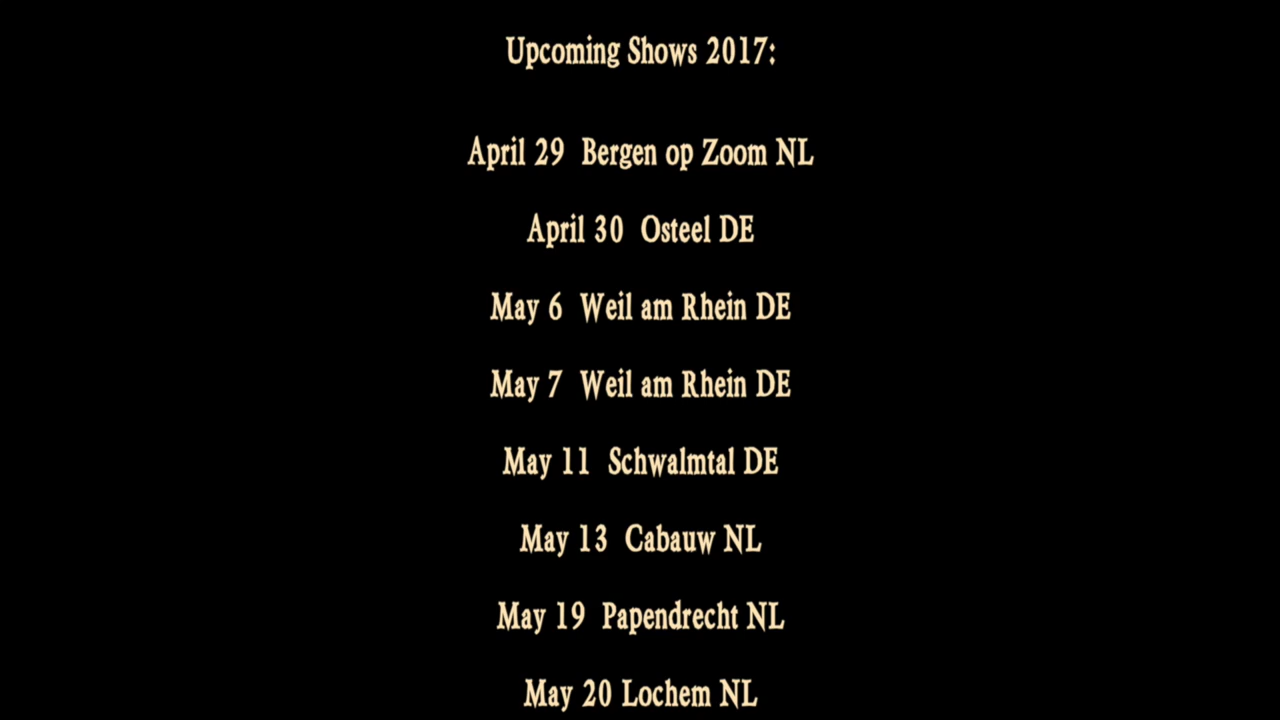 Upcoming Shows 2017:
April 29 Bergen op Zoom NL
April 30 Osteel DE
May 6 Weil am Rhein DE
May 7 Weil am Rhein DE
May 11 Schwalmtal DE
May 13 Cabauw NL
May 19 Papendrecht NL
May 20 Lochem NL